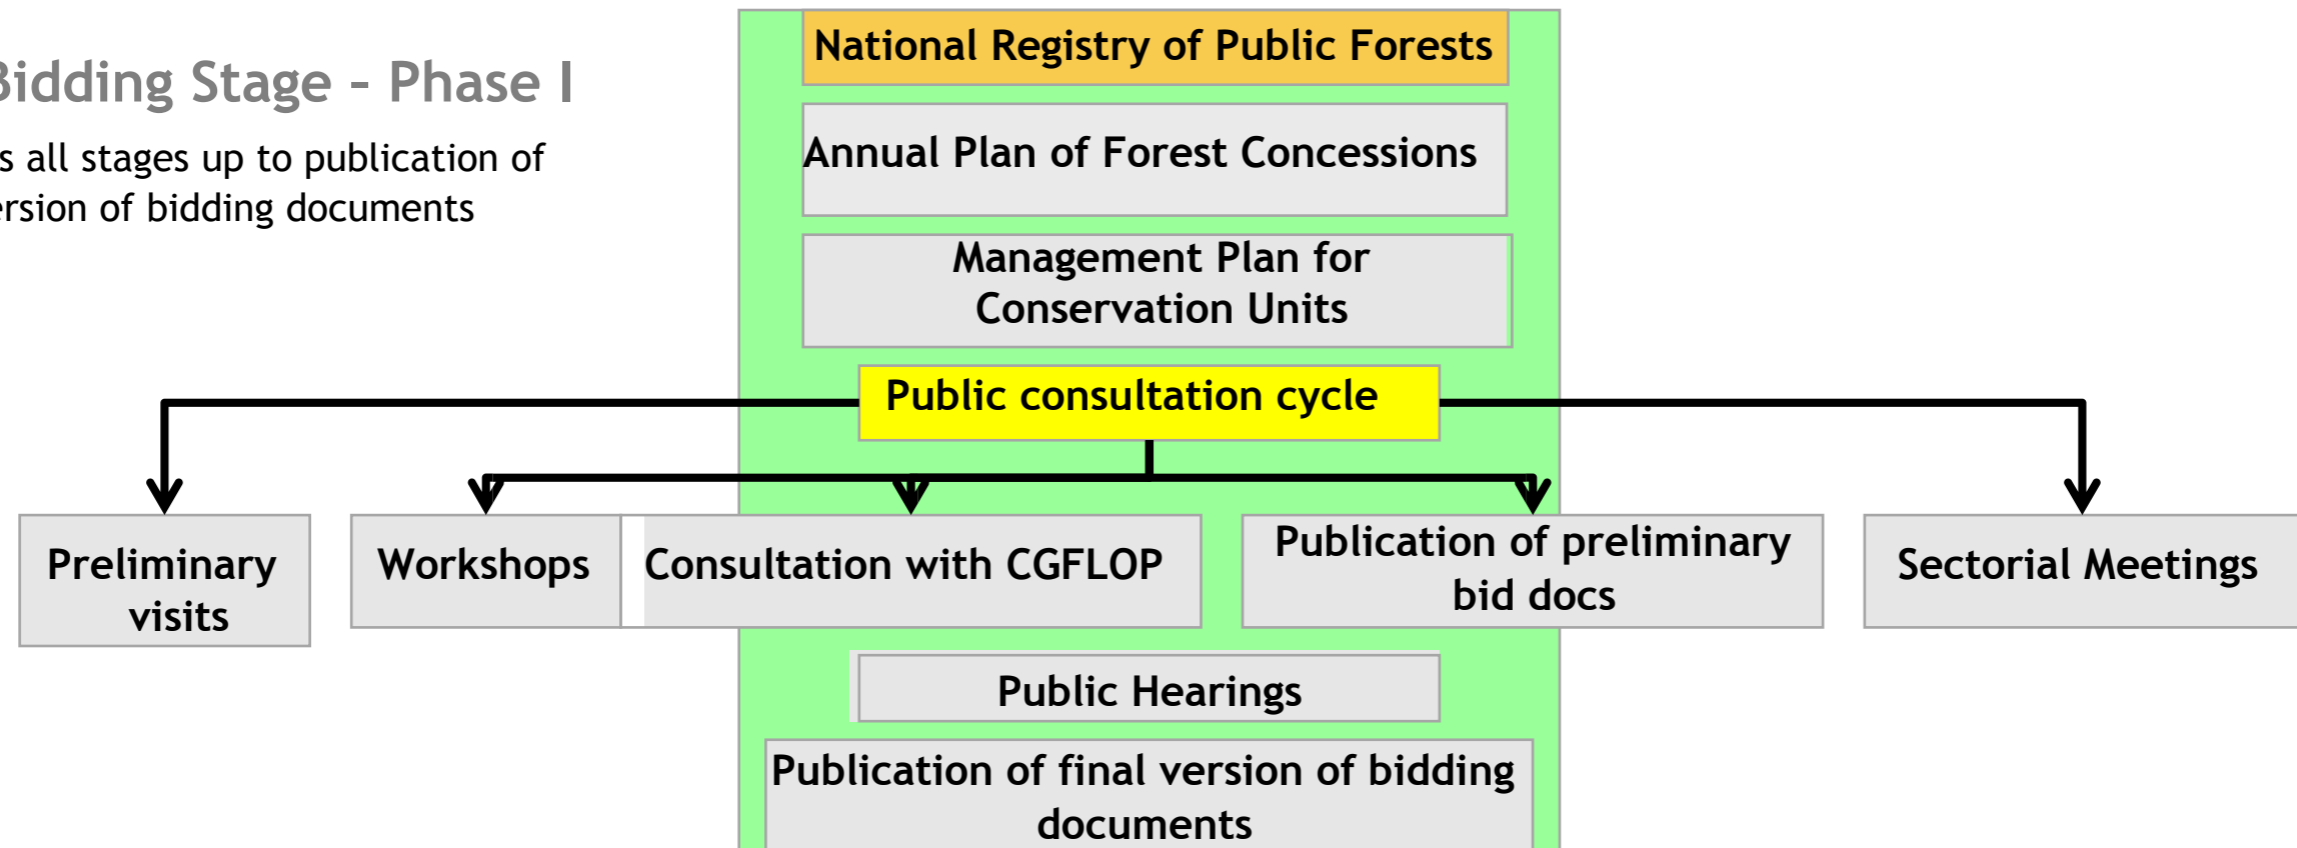 Bidding Stage - Phase I
s all stages up to publication of
ersion of bidding documents
National Registry of Public Forests
Annual Plan of Forest Concessions
Management Plan for
Conservation Units
Public consultation cycle
Preliminary
visits
Workshops
Consultation with CGFLOP
Publication of preliminary
bid docs
Sectorial Meetings
Public Hearings
Publication of final version of bidding
documents